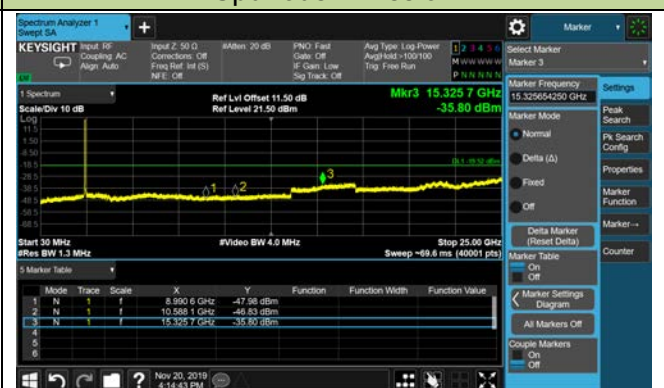 Spectrum Analyzer 1
Swept SA
Marker
KEYSIGHT Input: RF Input Z: 50 Ω #Atten: 20 dB PNO: Fast Avg Type: Log-Power 1 2 3 4 5 6
Coupling: AC Corrections: Off Gate: Off Avg|Hold:>100/100 M W W W W W
Align: Auto Freq Ref: Int (S) IF Gain: Low Trig: Free Run
NFE: Off Sig Track: Off P N N N N N
Select Marker
Marker 3
1 Spectrum
Ref Lvl Offset 11.50 dB
Mkr3 15.325 7 GHz
Scale/Div 10 dB
Ref Level 21.50 dBm
-35.80 dBm
Log
11.5
1.50
-8.50
-18.5
-28.5
-38.5
-48.5
-58.5
-68.5
DL1 -19.52 dBm
1
2
3
Start 30 MHz
#Video BW 4.0 MHz
Stop 25.00 GHz
#Res BW 1.3 MHz
Sweep ~69.6 ms (40001 pts)
5 Marker Table
Mode Trace Scale X Y Function Function Width Function Value
1 N 1 f 8.990 6 GHz -47.98 dBm
2 N 1 f 10.588 1 GHz -46.83 dBm
3 N 1 f 15.325 7 GHz -35.80 dBm
4
5
6
Marker Frequency
15.325654250 GHz
Marker Mode
Normal
Delta (Δ)
Fixed
Off
Delta Marker
(Reset Delta)
Marker Table
On
Off
Marker Settings
Diagram
All Markers Off
Couple Markers
On
Off
Settings
Peak
Search
Pk Search
Config
Properties
Marker
Function
Marker→
Counter
Nov 20, 2019
4:14:43 PM